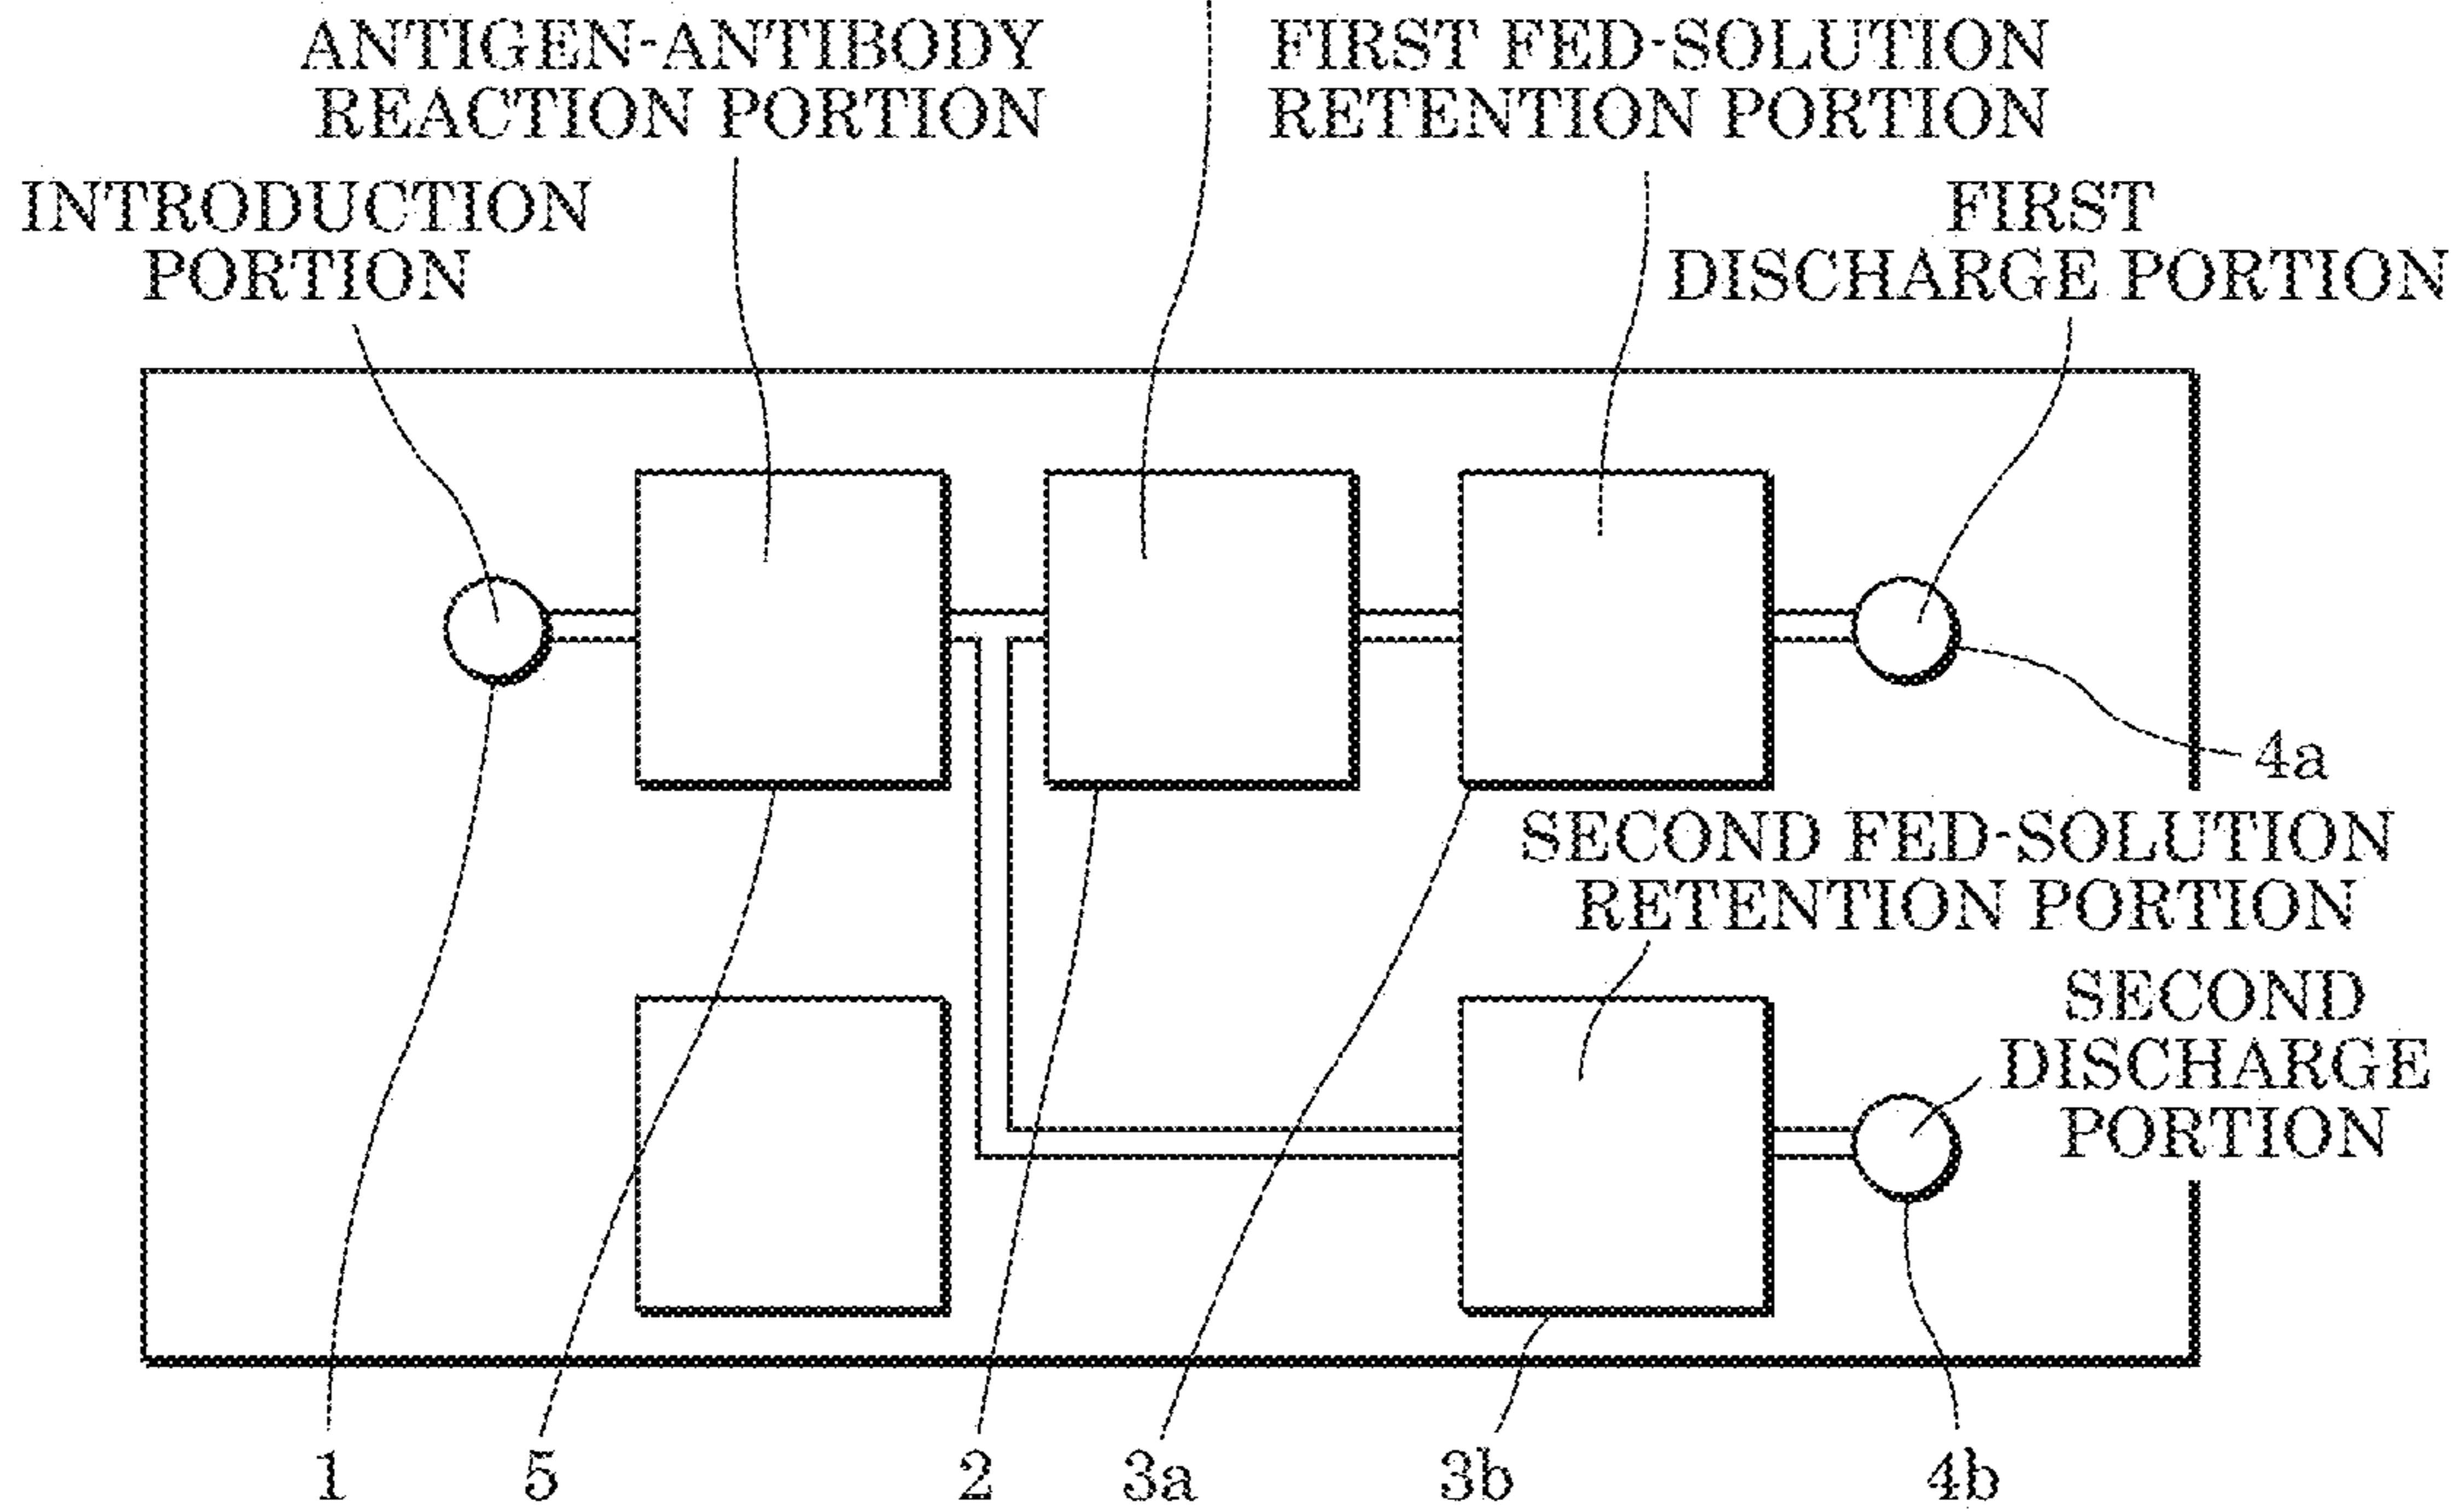 ANTIGEN-ANTIBODY
REACTION PORTION
FIRST FED-SOLUTION
RETENTION PORTION
INTRODUCTION
PORTION
FIRST
DISCHARGE PORTION
4a
SECOND FED-SOLUTION
RETENTION PORTION
SECOND
DISCHARGE
PORTION
1
5
2
3a
3b
4b